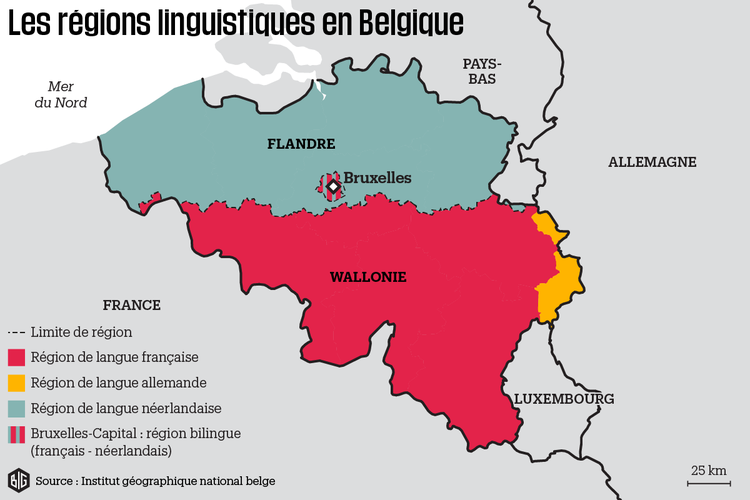 Les régions linguistiques en Belgique
Mer
du Nord
PAYS-
BAS
FLANDRE
ALLEMAGNE
Bruxelles
WALLONIE
FRANCE
Limite de région
Région de langue française
Région de langue allemande
Région de langue néerlandaise
LUXEMBOURG
Bruxelles-Capital : région bilingue
(français - néerlandais)
25 km
BIG
Source : Institut géographique national belge